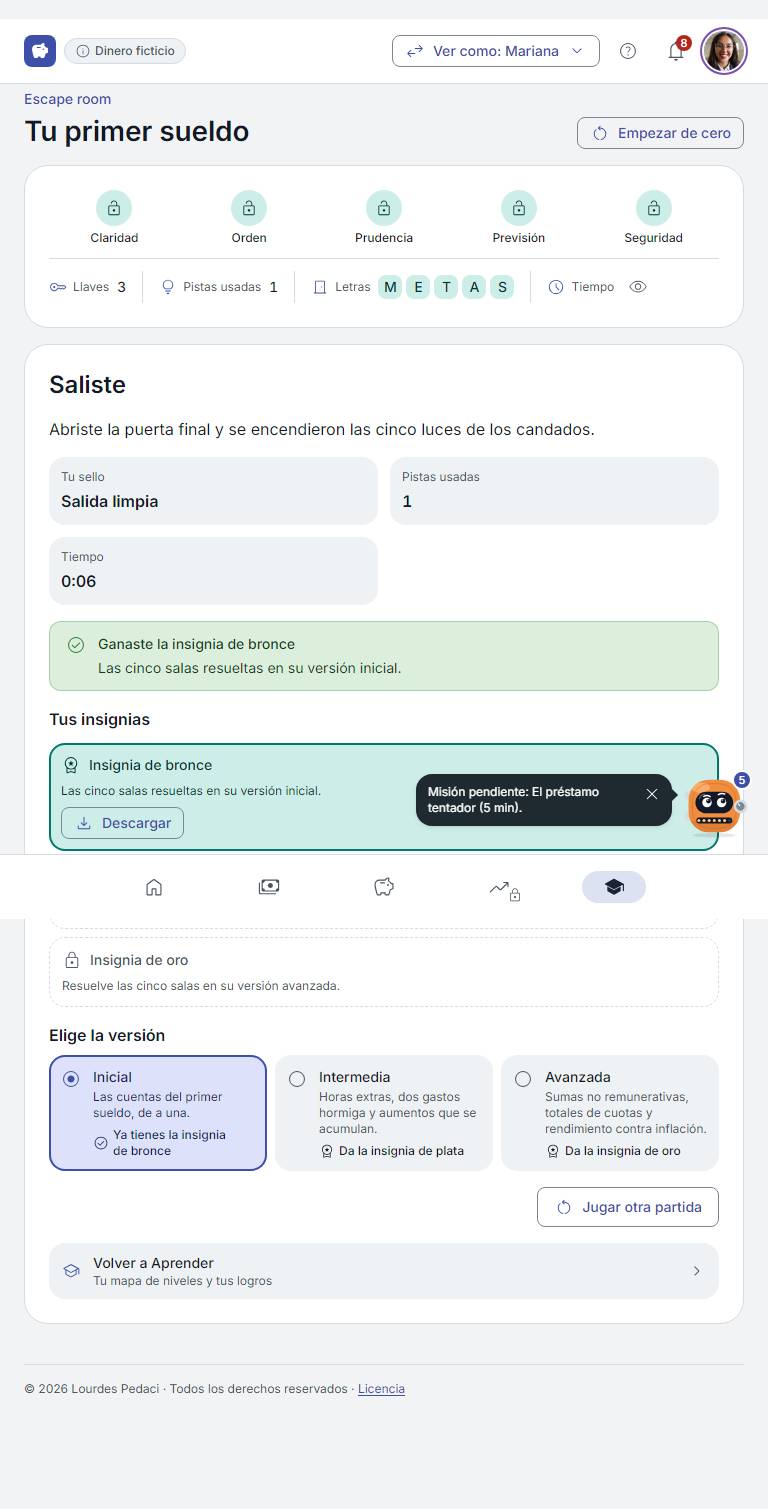 Dinero ficticio
Ver como: Mariana
8
Escape room
Tu primer sueldo
Empezar de cero
Claridad
Orden
Prudencia
Previsión
Seguridad
Llaves 3
Pistas usadas 1
Letras M E T A S
Tiempo
Saliste
Abriste la puerta final y se encendieron las cinco luces de los candados.
Tu sello
Salida limpia
Pistas usadas
1
Tiempo
0:06
Ganaste la insignia de bronce
Las cinco salas resueltas en su versión inicial.
Tus insignias
Insignia de bronce
Las cinco salas resueltas en su versión inicial.
Descargar
Misión pendiente: El préstamo
tentador (5 min).
5
Insignia de oro
Resuelve las cinco salas en su versión avanzada.
Elige la versión
Inicial
Las cuentas del primer
sueldo, de a una.
Ya tienes la insignia
de bronce
Intermedia
Horas extras, dos gastos
hormiga y aumentos que se
acumulan.
Da la insignia de plata
Avanzada
Sumas no remunerativas,
totales de cuotas y
rendimiento contra inflación.
Da la insignia de oro
Jugar otra partida
Volver a Aprender
Tu mapa de niveles y tus logros
© 2026 Lourdes Pedaci · Todos los derechos reservados · Licencia